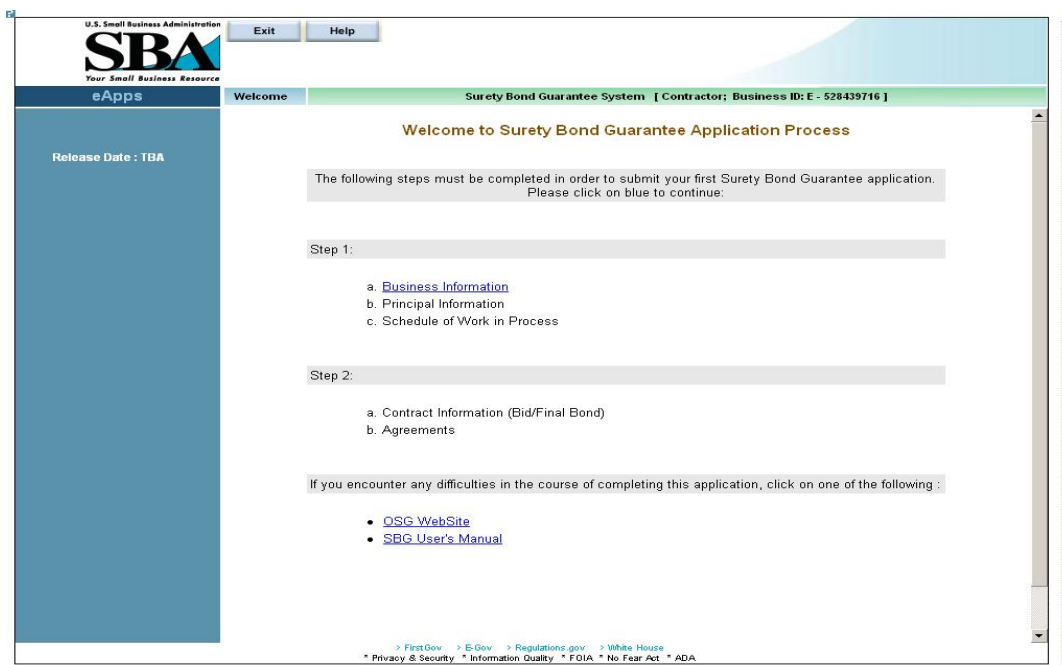 U.S. Small Business Administration
SBA
Your Small Business Resource
Exit
Help
eApps
Welcome
Surety Bond Guarantee System [ Contractor; Business ID: E - 528439716 ]
Release Date : TBA
Welcome to Surety Bond Guarantee Application Process
The following steps must be completed in order to submit your first Surety Bond Guarantee application.
Please click on blue to continue:
Step 1:
a. Business Information
b. Principal Information
c. Schedule of Work in Process
Step 2:
a. Contract Information (Bid/Final Bond)
b. Agreements
If you encounter any difficulties in the course of completing this application, click on one of the following :
• OSG WebSite
• SBG User's Manual
> FirstGov > E-Gov > Regulations.gov > White House
* Privacy & Security * Information Quality * FOIA * No Fear Act * ADA